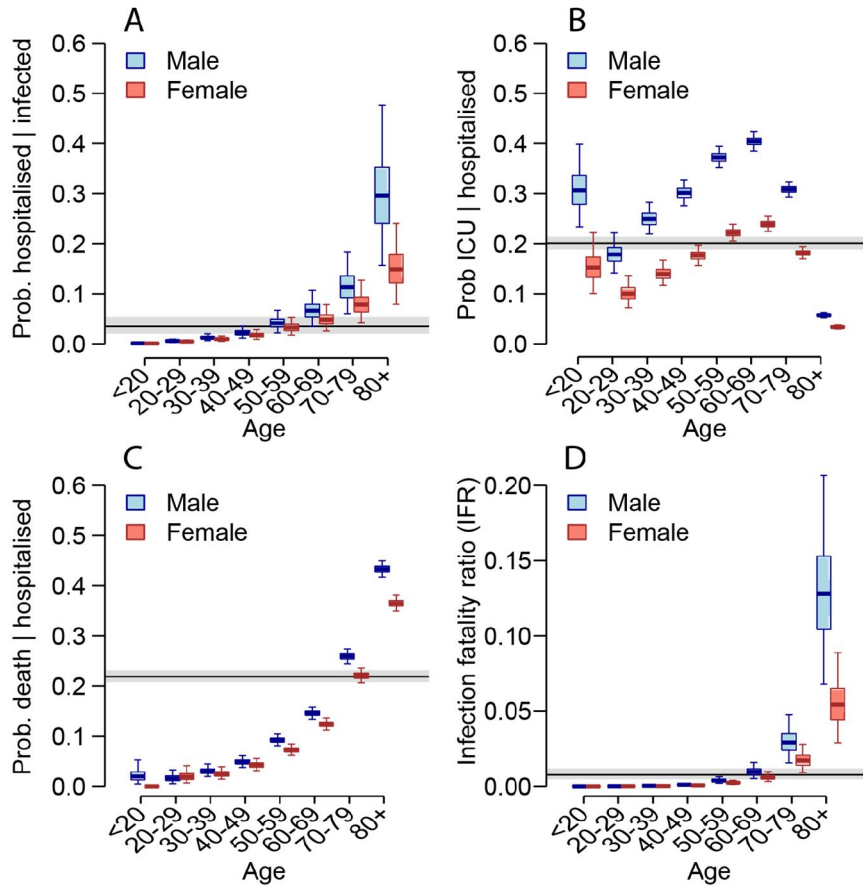 A
Prob. hospitalised | infected
0.6
0.5
0.4
0.3
0.2
0.1
0.0
Male
Female
<20
20-29
30-39
40-49
50-59
60-69
70-79
80+
Age
B
Prob ICU | hospitalised
0.6
0.5
0.4
0.3
0.2
0.1
0.0
Male
Female
<20
20-29
30-39
40-49
50-59
60-69
70-79
80+
Age
C
Prob. death | hospitalised
0.6
0.5
0.4
0.3
0.2
0.1
0.0
Male
Female
<20
20-29
30-39
40-49
50-59
60-69
70-79
80+
Age
D
Infection fatality ratio (IFR)
0.20
0.15
0.10
0.05
0.00
Male
Female
<20
20-29
30-39
40-49
50-59
60-69
70-79
80+
Age